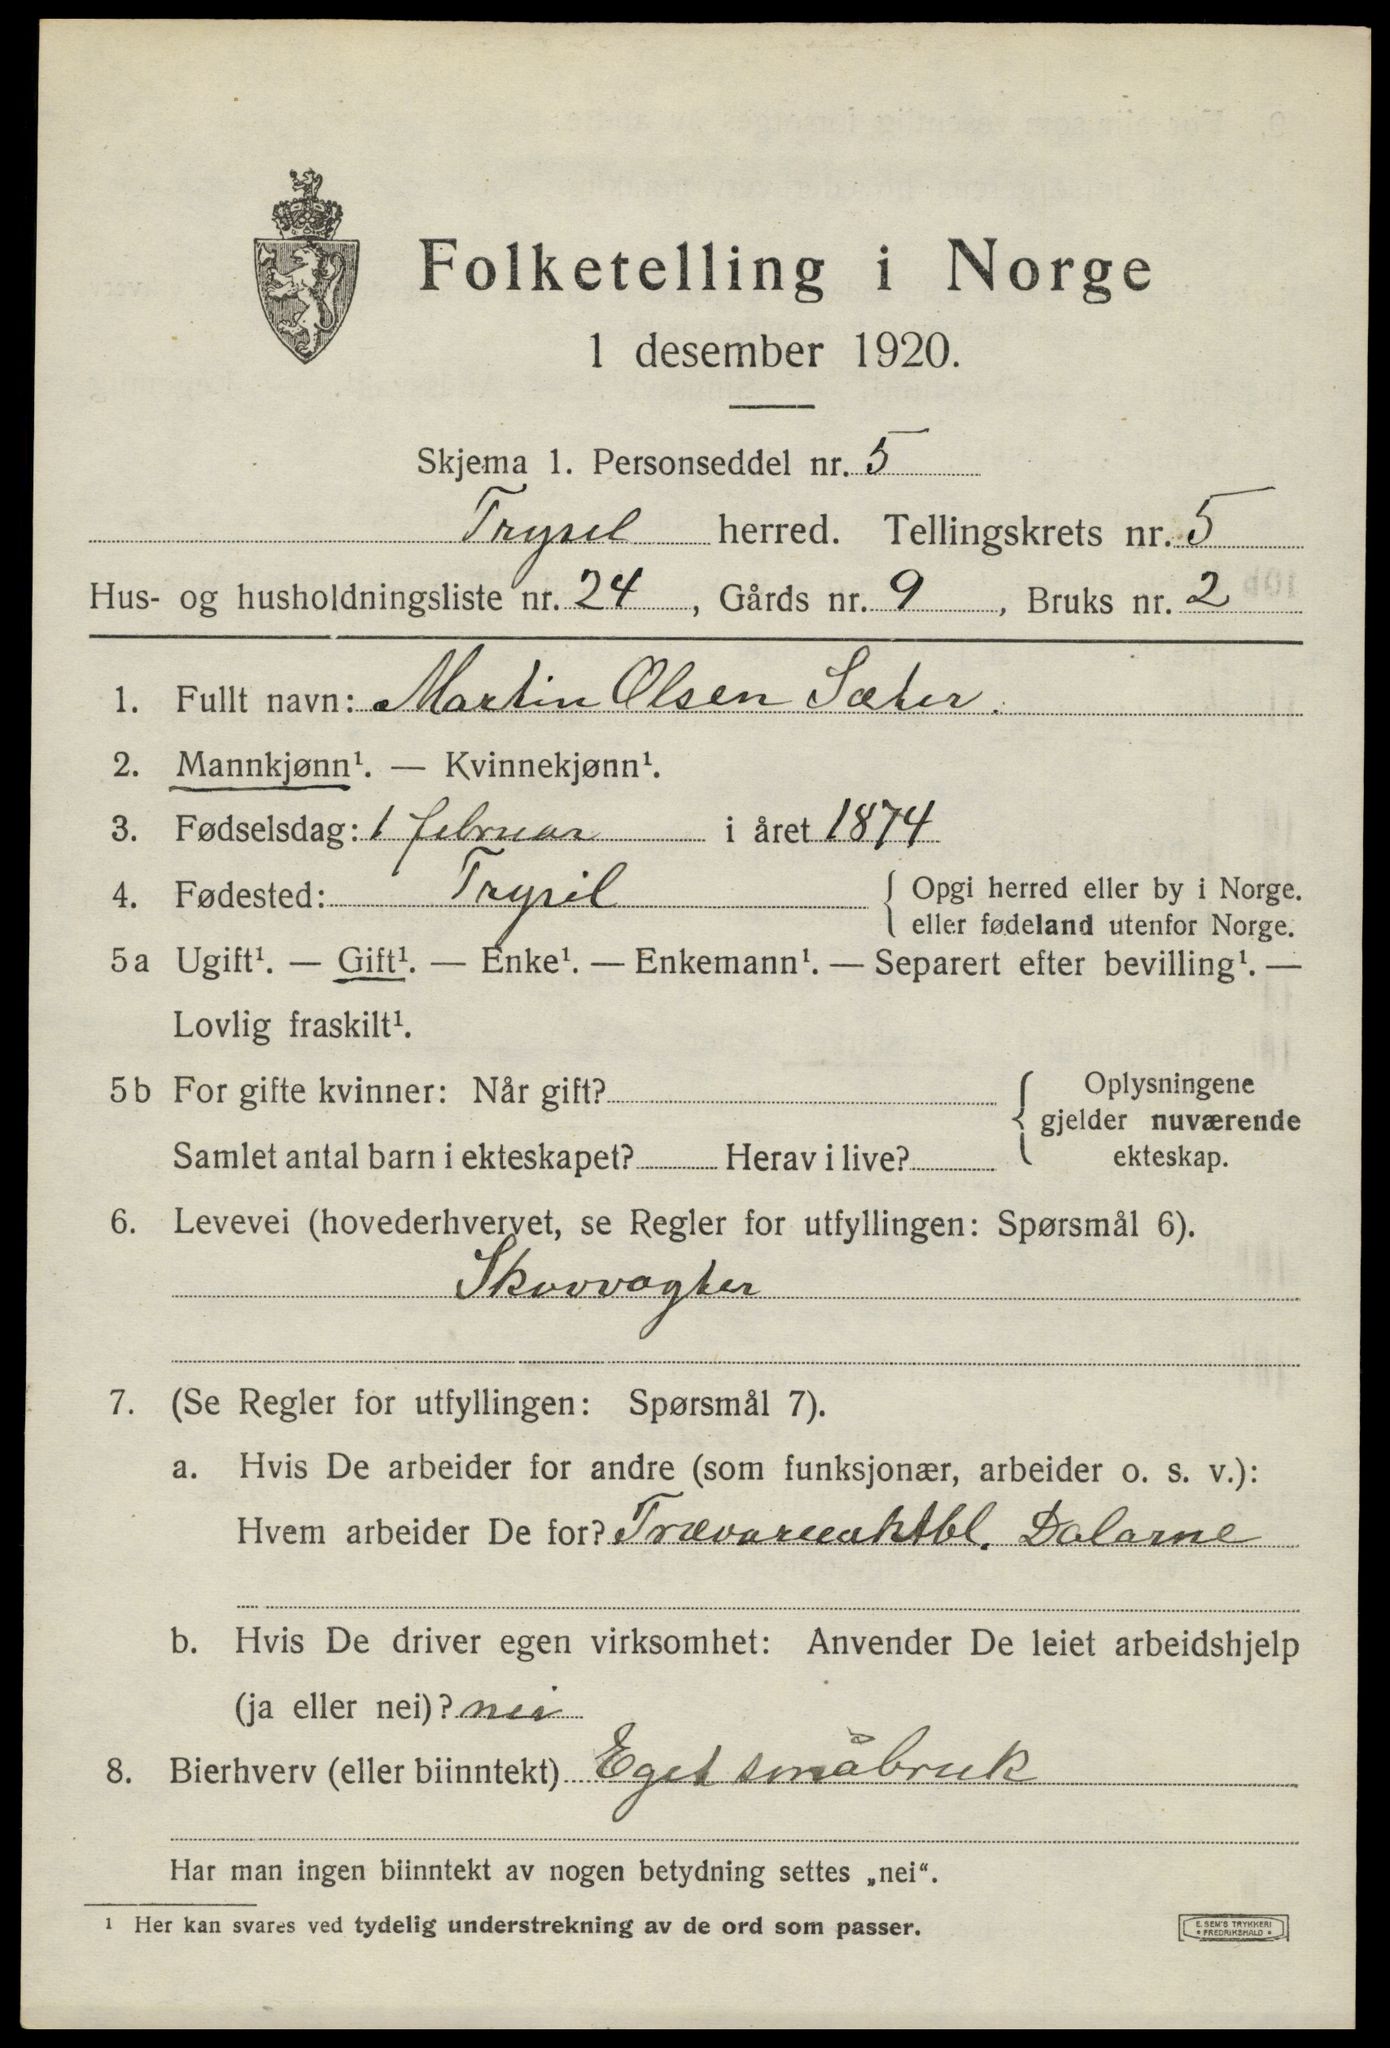 Folketelling i Norge
1 desember 1920.
Skjema 1. Personseddel nr. 5
Trysil herred. Tellingskrets nr. 5
Hus- og husholdningsliste nr. 24, Gårds nr. 9, Bruks nr. 2
1. Fullt navn: Martin Olsen Sæter.
2. Mannkjønn¹. — Kvinnekjønn¹.
3. Fødselsdag: 1 februar i året 1874
4. Fødested: Trysil { Opgi herred eller by i Norge.
eller fødeland utenfor Norge.
5a Ugift¹. — Gift¹. — Enke¹. — Enkemann¹. — Separert efter bevilling¹. —
Lovlig fraskilt¹.
5b For gifte kvinner: Når gift? { Oplysningene
gjelder nuværende
Samlet antal barn i ekteskapet? Herav i live? ekteskap.
6. Levevei (hovederhvervet, se Regler for utfyllingen: Spørsmål 6).
Skovvagter
7. (Se Regler for utfyllingen: Spørsmål 7).
a. Hvis De arbeider for andre (som funksjonær, arbeider o. s. v.):
Hvem arbeider De for? Trævareaktbl. Dalarne
b. Hvis De driver egen virksomhet: Anvender De leiet arbeidshjelp
(ja eller nei)? nei
8. Bierhverv (eller biinntekt) Eget småbruk
Har man ingen biinntekt av nogen betydning settes „nei“.
¹ Her kan svares ved tydelig understrekning av de ord som passer.
E. SEM'S TRYKKERI
• FREDRIKSHALD •